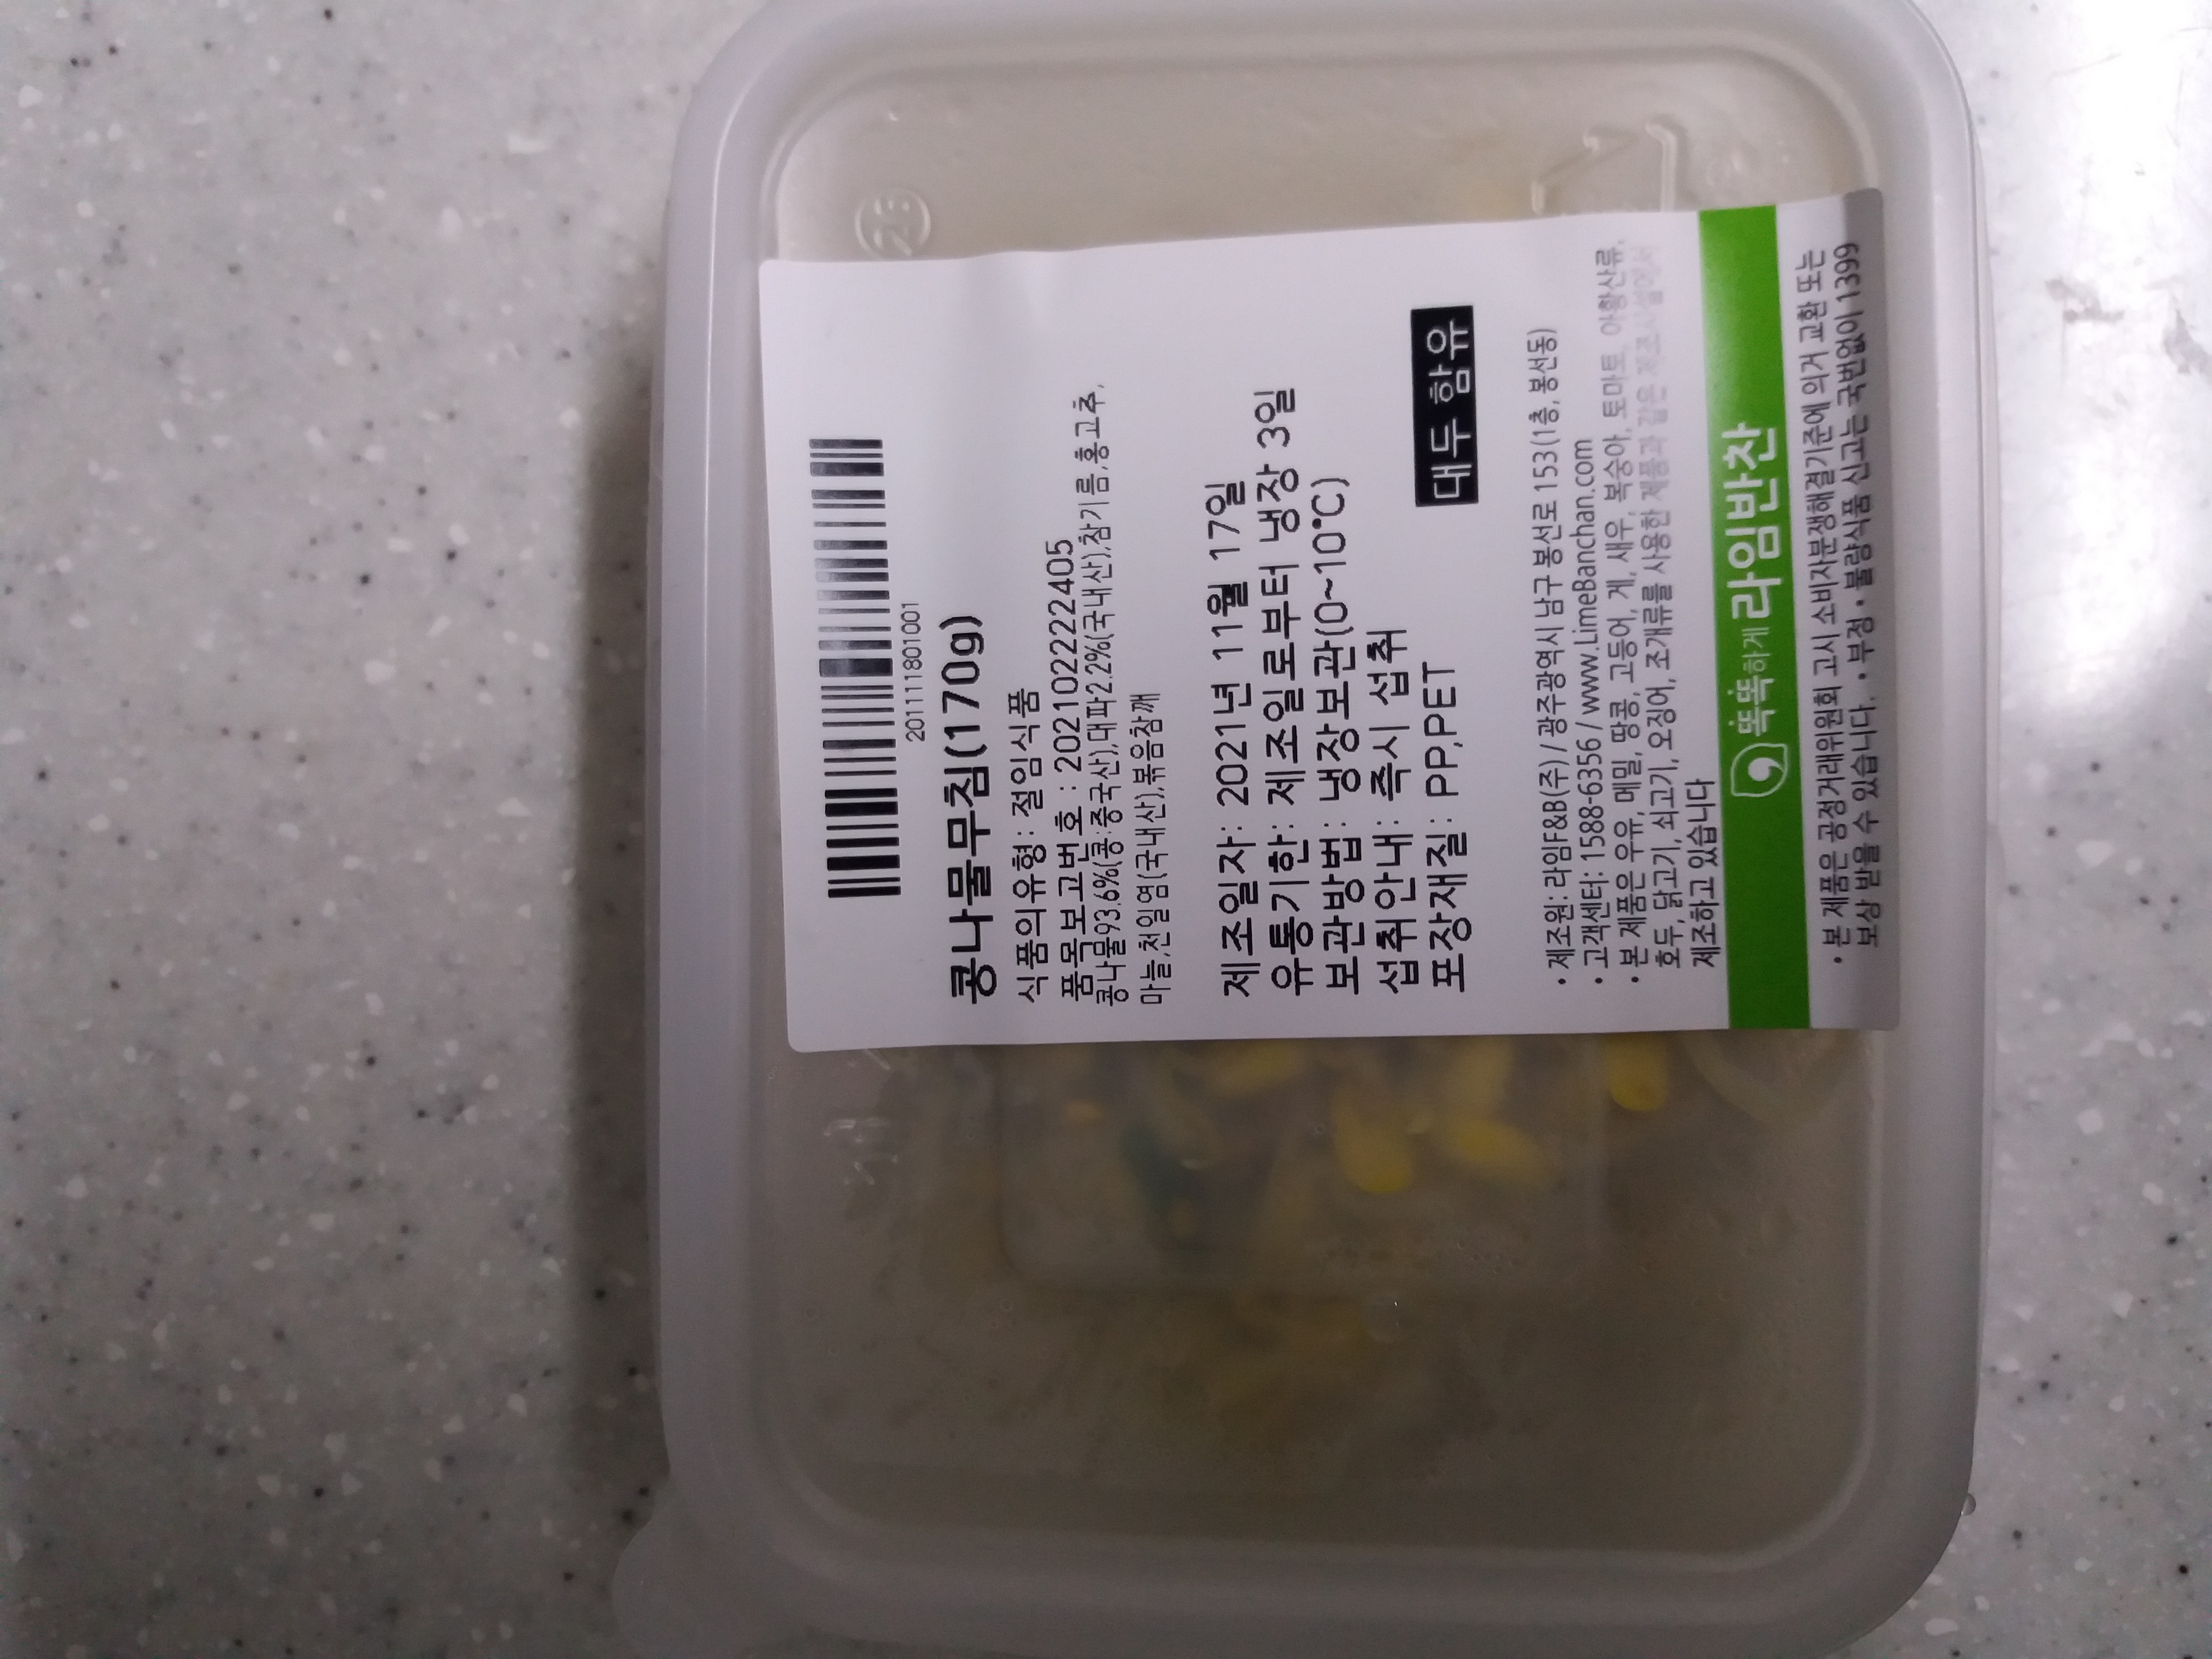 2011111801001
콩나물무침(170g)
식품의유형: 절임식품
품목보고번호 : 20210222405
콩나물93.6%(콩:중국산),대파2.2%(국내산),참기름,홍고추,
마늘,천일염(국내산),볶음참깨
제조일자: 2021년 11월 17일
유통기한: 제조일로부터 냉장 3일
보관방법: 냉장보관(0~10°C)
섭취안내: 즉시 섭취
포장재질: PP,PET
대두 함유
• 제조원: 라임F&B(주) / 광주광역시 남구 봉선로 153 (1층, 봉선동)
• 고객센터: 1588-6356 / www.LimeBanchan.com
• 본 제품은 우유, 메밀, 땅콩, 고등어, 게, 새우, 복숭아, 토마토, 아황산류,
호두, 닭고기, 쇠고기, 오징어, 조개류를 사용한 제품과 같은 제조시설에서
제조하고 있습니다
똑똑하게 라임반찬
• 본 제품은 공정거래위원회 고시 소비자분쟁해결기준에 의거 교환 또는
보상 받을 수 있습니다. • 부정 • 불량식품 신고는 국번없이 1399